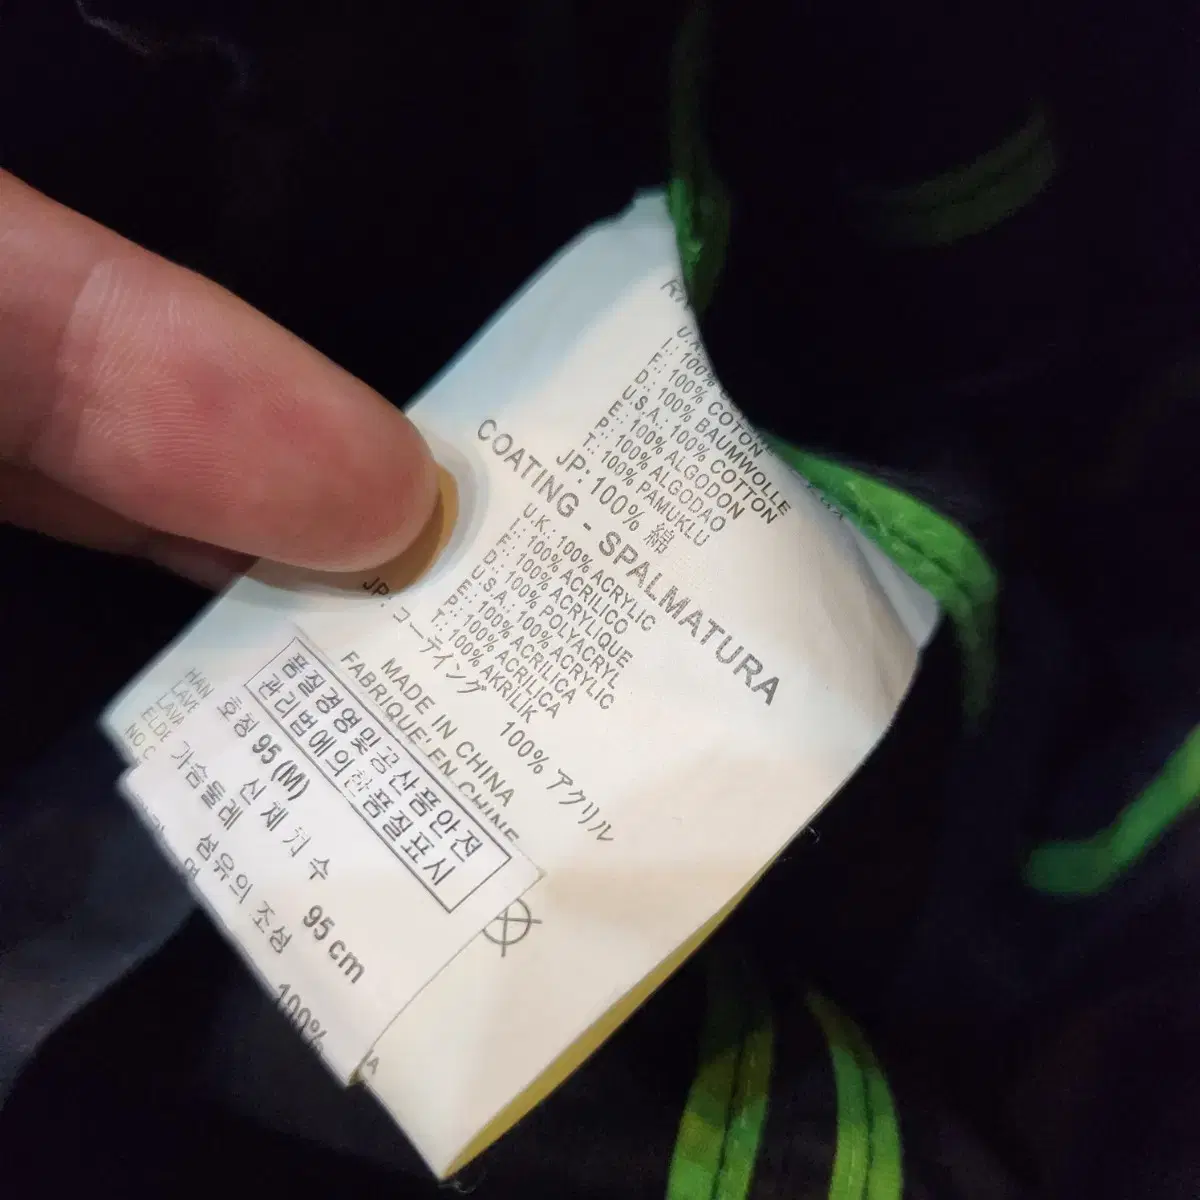 I.: 100%
F.: 100% COTON
D.: 100% BAUMWOLLE
U.S.A.: 100% COTTON
E.: 100% ALGODON
P.: 100% ALGODAO
T.: 100% PAMUKLU
JP: 100% 綿
COATING - SPALMATURA
U.K.: 100% ACRYLIC
I.: 100% ACRILICO
F.: 100% ACRYLIQUE
D.: 100% POLYACRYL
U.S.A.: 100% ACRYLIC
E.: 100% ACRILICA
P.: 100% ACRILICA
T.: 100% AKRILIK
JP: コーティング 100% アクリル
MADE IN CHINA
FABRIQUE' EN CHINE
품질경영및공산품안전
관리법에의한품질표시
호칭 95 (M)
신체치수
가슴둘레 95 cm
섬유의 조성
100%